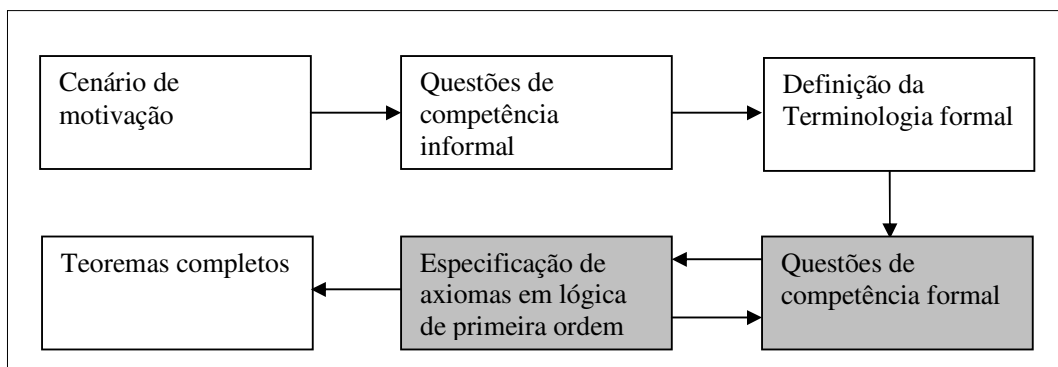 Cenário de
motivação
Questões de
competência
informal
Definição da
Terminologia formal
Teoremas completos
Especificação de
axiomas em lógica
de primeira ordem
Questões de
competência formal